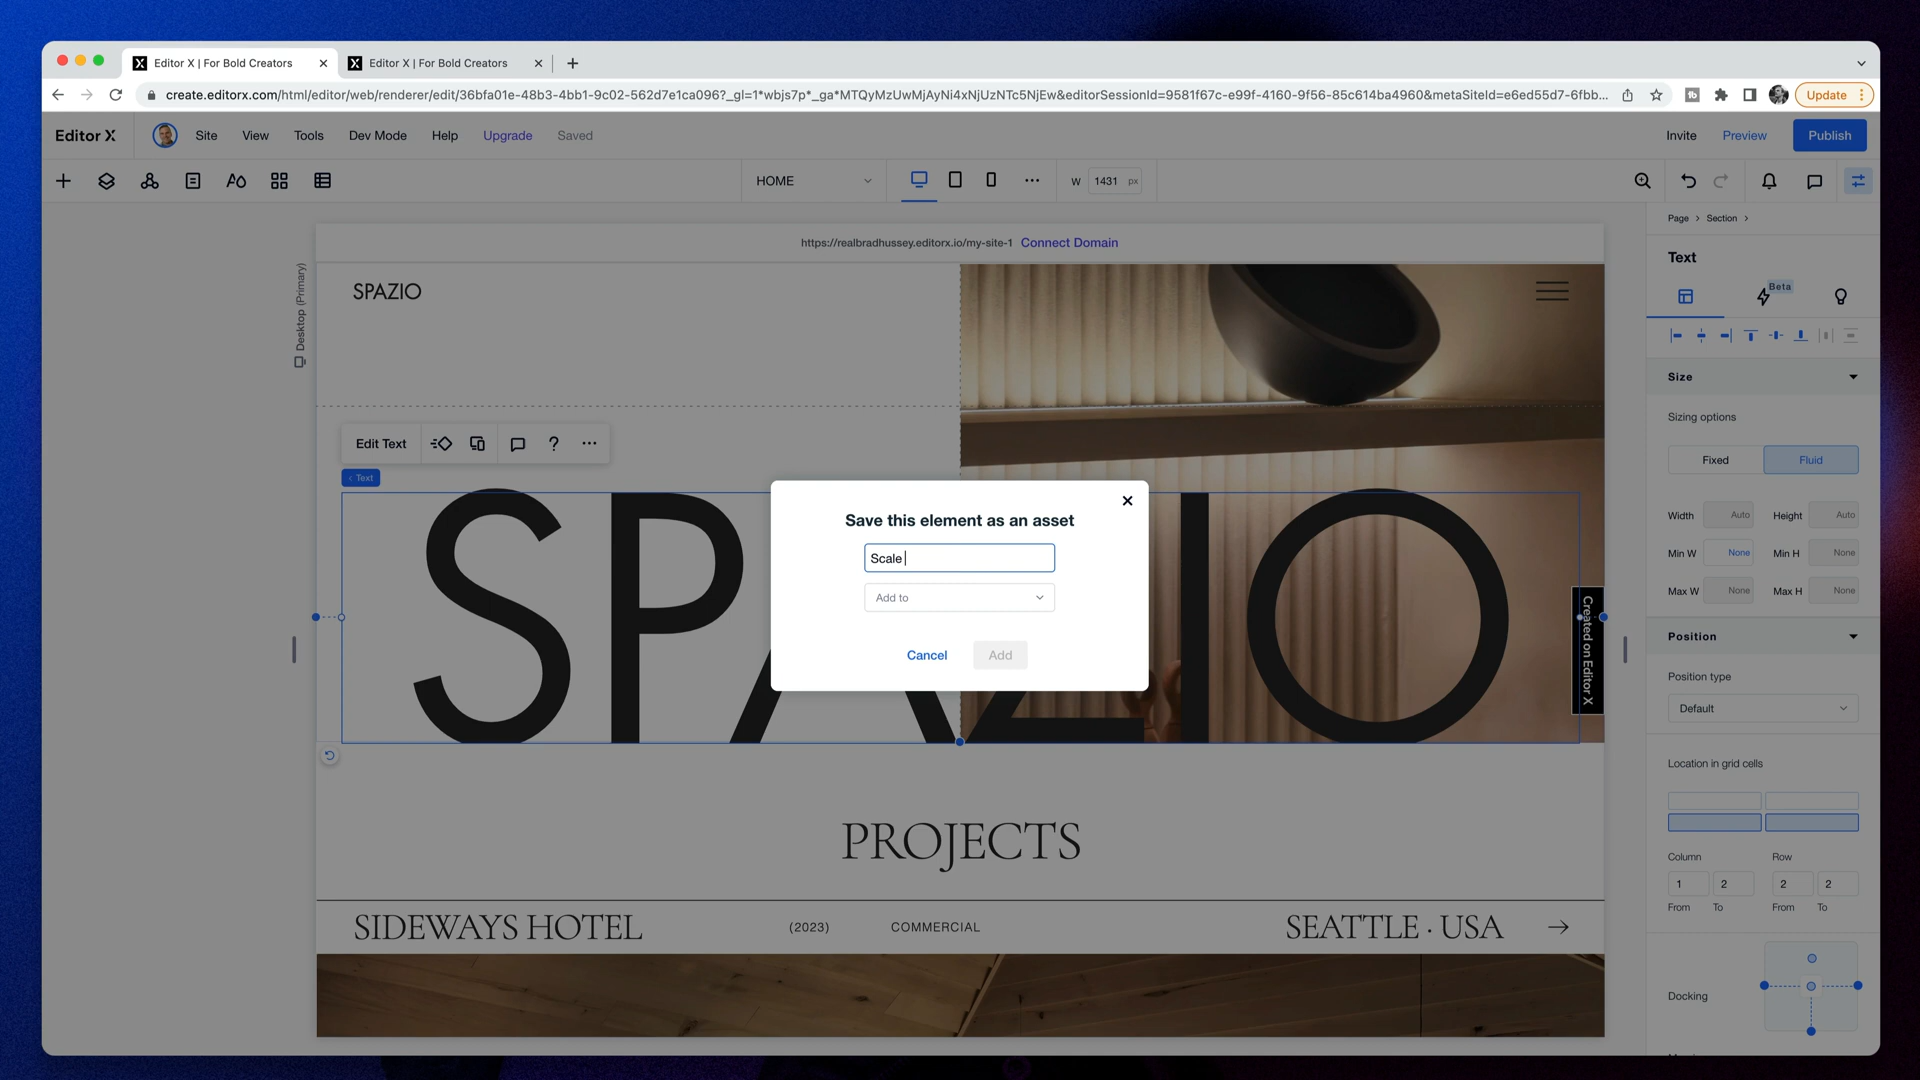 Editor X | For Bold Creators
Editor X | For Bold Creators
create.editorx.com/html/editor/web/renderer/edit/36bfa01e-48b3-4bb1-9c02-562d7e1ca096?_gl=1*wbjs7p*_ga*MTQyMzUwMjAyNi4xNjUzNTc5NjEw&editorSessionId=9581f67c-e99f-4160-9f56-85c614ba4960&metaSiteId=e6ed55d7-6fbb...
Update
Editor X
Site
View
Tools
Dev Mode
Help
Upgrade
Saved
Invite
Preview
Publish
HOME
W 1431 px
Page > Section >
https://realbradhussey.editorx.io/my-site-1 Connect Domain
Desktop (Primary)
Text
Beta
SPAZIO
Size
Sizing options
Fixed
Fluid
Edit Text
Text
SPAZIO
Save this element as an asset
Scale
Add to
Cancel
Add
Created on Editor X
Width Auto Height Auto
Min W None Min H None
Max W None Max H None
Position
Position type
Default
Location in grid cells
Column
Row
1 2 2 2
From To From To
Docking
PROJECTS
SIDEWAYS HOTEL (2023) COMMERCIAL SEATTLE · USA